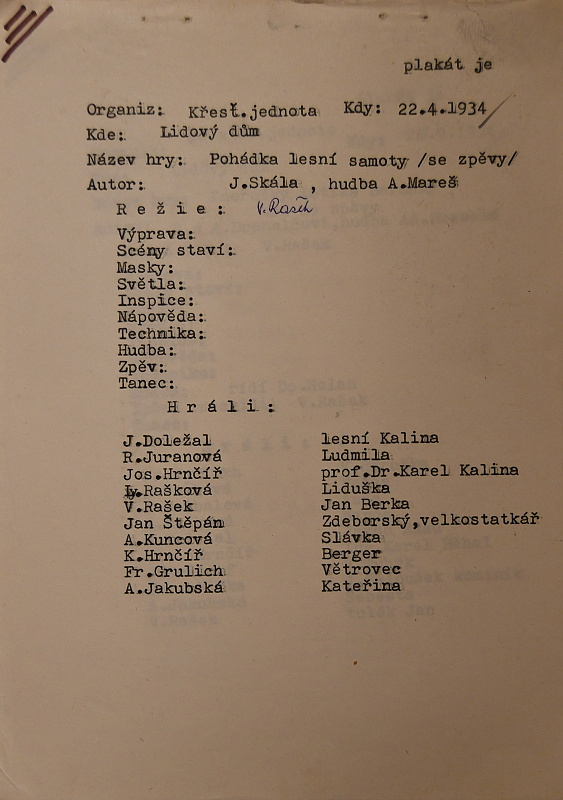 plakát je
Organiz: Křesť.jednota Kdy: 22.4.1934
Kde: Lidový dům
Název hry: Pohádka lesní samoty /se zpěvy/
Autor: J.Skála , hudba A.Mareš
R e ž i e :
Výprava:
Scény staví:
Masky:
Světla:
Inspice:
Nápověda:
Technika:
Hudba:
Zpěv:
Tanec:
H r á l i :
J.Doležal lesní Kalina
R.Juranová Ludmila
Jos.Hrnčíř prof.Dr.Karel Kalina
Rašková Liduška
V.Rašek Jan Berka
Jan Štěpán Zdeborský,velkostatkář
A.Kuncová Slávka
K.Hrnčíř Berger
Fr.Grulich Větrovec
A.Jakubská Kateřina